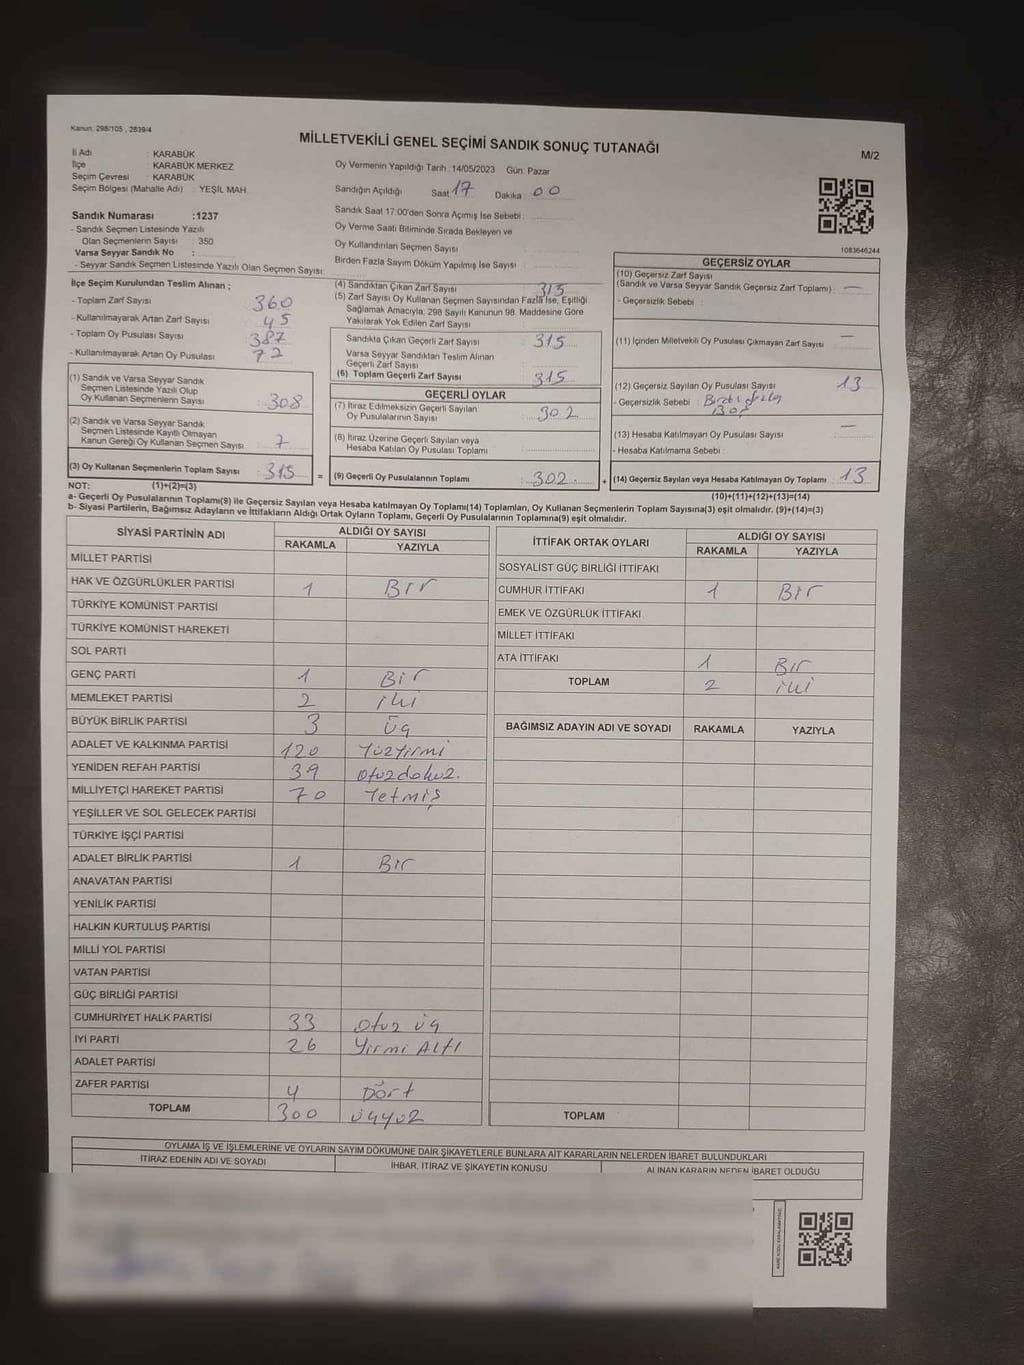 Kanun: 298/105 , 2839/4
MİLLETVEKİLİ GENEL SEÇİMİ SANDIK SONUÇ TUTANAĞI
M/2
İl Adı : KARABÜK
İlçe : KARABÜK MERKEZ
Seçim Çevresi : KARABÜK
Seçim Bölgesi (Mahalle Adı) : YEŞİL MAH.
Oy Vermenin Yapıldığı Tarih : 14/05/2023 Gün: Pazar
Sandığın Açıldığı Saat 17 Dakika : 00
Sandık Saat 17:00'den Sonra Açımış İse Sebebi :
Oy Verme Saati Bitiminde Sırada Bekleyen ve
Oy Kullandırılan Seçmen Sayısı :
Birden Fazla Sayım Döküm Yapılmış İse Sayısı :
1083646244
Sandık Numarası :1237
- Sandık Seçmen Listesinde Yazılı
Olan Seçmenlerin Sayısı : 350
Varsa Seyyar Sandık No :
- Seyyar Sandık Seçmen Listesinde Yazılı Olan Seçmen Sayısı:
İlçe Seçim Kurulundan Teslim Alınan ;
- Toplam Zarf Sayısı : 360
- Kullanılmayarak Artan Zarf Sayısı : 45
- Toplam Oy Pusulası Sayısı : 387
- Kullanılmayarak Artan Oy Pusulası : 72
(1) Sandık ve Varsa Seyyar Sandık
Seçmen Listesinde Yazılı Olup
Oy Kullanan Seçmenlerin Sayısı : 308
(2) Sandık ve Varsa Seyyar Sandık
Seçmen Listesinde Kayıtlı Olmayan
Kanun Gereği Oy Kullanan Seçmen Sayısı : 7
(3) Oy Kullanan Seçmenlerin Toplam Sayısı : 315 =
(4) Sandıktan Çıkan Zarf Sayısı : 315
(5) Zarf Sayısı Oy Kullanan Seçmen Sayısından Fazla İse, Eşitliği
Sağlamak Amacıyla, 298 Sayılı Kanunun 98. Maddesine Göre
Yakılarak Yok Edilen Zarf Sayısı :
Sandıkta Çıkan Geçerli Zarf Sayısı : 315
Varsa Seyyar Sandıktan Teslim Alınan
Geçerli Zarf Sayısı :
(6) Toplam Geçerli Zarf Sayısı : 315
GEÇERLİ OYLAR
(7) İtiraz Edilmeksizin Geçerli Sayılan
Oy Pusulalarının Sayısı : 302
(8) İtiraz Üzerine Geçerli Sayılan veya
Hesaba Katılan Oy Pusulası Toplamı :
(9) Geçerli Oy Pusulalarının Toplamı : 302 +
GEÇERSİZ OYLAR
(10) Geçersiz Zarf Sayısı
(Sandık ve Varsa Seyyar Sandık Geçersiz Zarf Toplamı) : —
- Geçersizlik Sebebi :
(11) İçinden Milletvekili Oy Pusulası Çıkmayan Zarf Sayısı : —
(12) Geçersiz Sayılan Oy Pusulası Sayısı : 13
- Geçersizlik Sebebi :
(13) Hesaba Katılmayan Oy Pusulası Sayısı : —
- Hesaba Katılmama Sebebi :
(14) Geçersiz Sayılan veya Hesaba Katılmayan Oy Toplamı : 13
NOT: (1)+(2)=(3)
(10)+(11)+(12)+(13)=(14)
a- Geçerli Oy Pusulalarının Toplamı(9) ile Geçersiz Sayılan veya Hesaba katılmayan Oy Toplamı(14) Toplamları, Oy Kullanan Seçmenlerin Toplam Sayısına(3) eşit olmalıdır. (9)+(14)=(3)
b- Siyasi Partilerin, Bağımsız Adayların ve İttifakların Aldığı Ortak Oyların Toplamı, Geçerli Oy Pusulalarının Toplamına(9) eşit olmalıdır.
SİYASİ PARTİNİN ADI
ALDIĞI OY SAYISI
RAKAMLA YAZIYLA
MİLLET PARTİSİ
HAK VE ÖZGÜRLÜKLER PARTİSİ 1 Bir
TÜRKİYE KOMÜNİST PARTİSİ
TÜRKİYE KOMÜNİST HAREKETİ
SOL PARTİ
GENÇ PARTİ 1 Bir
MEMLEKET PARTİSİ 2 iki
BÜYÜK BİRLİK PARTİSİ 3 üç
ADALET VE KALKINMA PARTİSİ 120 Yüzyirmi
YENİDEN REFAH PARTİSİ 39 otuzdokuz.
MİLLİYETÇİ HAREKET PARTİSİ 70 Yetmiş
YEŞİLLER VE SOL GELECEK PARTİSİ
TÜRKİYE İŞÇİ PARTİSİ
ADALET BİRLİK PARTİSİ 1 Bir
ANAVATAN PARTİSİ
YENİLİK PARTİSİ
HALKIN KURTULUŞ PARTİSİ
MİLLİ YOL PARTİSİ
VATAN PARTİSİ
GÜÇ BİRLİĞİ PARTİSİ
CUMHURİYET HALK PARTİSİ 33 otuz üç
İYİ PARTİ 26 Yirmi Altı
ADALET PARTİSİ
ZAFER PARTİSİ 4 Dört
TOPLAM 300 üçyüz
İTTİFAK ORTAK OYLARI
ALDIĞI OY SAYISI
RAKAMLA YAZIYLA
SOSYALİST GÜÇ BİRLİĞİ İTTİFAKI
CUMHUR İTTİFAKI 1 Bir
EMEK VE ÖZGÜRLÜK İTTİFAKI
MİLLET İTTİFAKI
ATA İTTİFAKI 1 Bir
TOPLAM 2 iki
BAĞIMSIZ ADAYIN ADI VE SOYADI RAKAMLA YAZIYLA
TOPLAM
OYLAMA İŞ VE İŞLEMLERİNE VE OYLARIN SAYIM DÖKÜMÜNE DAİR ŞİKAYETLERLE BUNLARA AİT KARARLARIN NELERDEN İBARET BULUNDUKLARI
İTİRAZ EDENİN ADI VE SOYADI İHBAR, İTİRAZ VE ŞİKAYETİN KONUSU ALINAN KARARIN NEDEN İBARET OLDUĞU